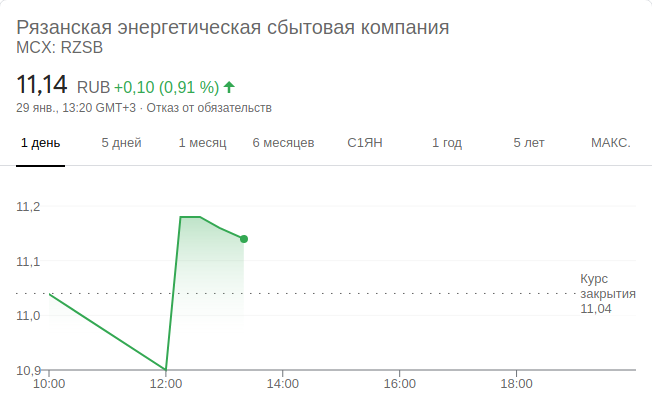 Рязанская энергетическая сбытовая компания
MCX: RZSB
11,14 RUB +0,10 (0,91 %)
29 янв., 13:20 GMT+3 · Отказ от обязательств
1 день 5 дней 1 месяц 6 месяцев С1ЯН 1 год 5 лет МАКС.
11,2
11,1
11,0
10,9
Курс
закрытия
11,04
10:00 12:00 14:00 16:00 18:00